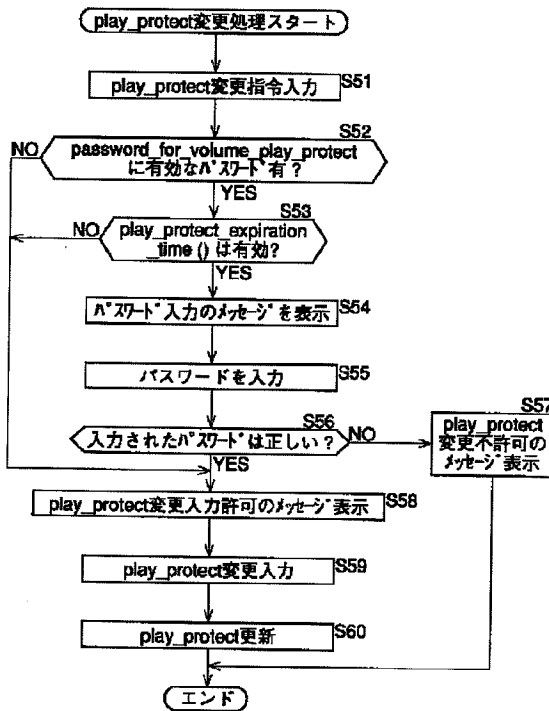 play_protect変更処理スタート
play_protect変更指令入力 S51
S52
NO
password_for_volume_play_protect
に有効なﾊﾟｽﾜｰﾄﾞ有?
YES
S53
NO
play_protect_expiration
_time () は有効?
YES
ﾊﾟｽﾜｰﾄﾞ入力のﾒｯｾｰｼﾞを表示 S54
パスワードを入力 S55
S56
入力されたﾊﾟｽﾜｰﾄﾞは正しい?
NO
YES
S57
play_protect
変更不許可の
ﾒｯｾｰｼﾞ表示
play_protect変更入力許可のﾒｯｾｰｼﾞ表示 S58
play_protect変更入力 S59
play_protect更新 S60
エンド